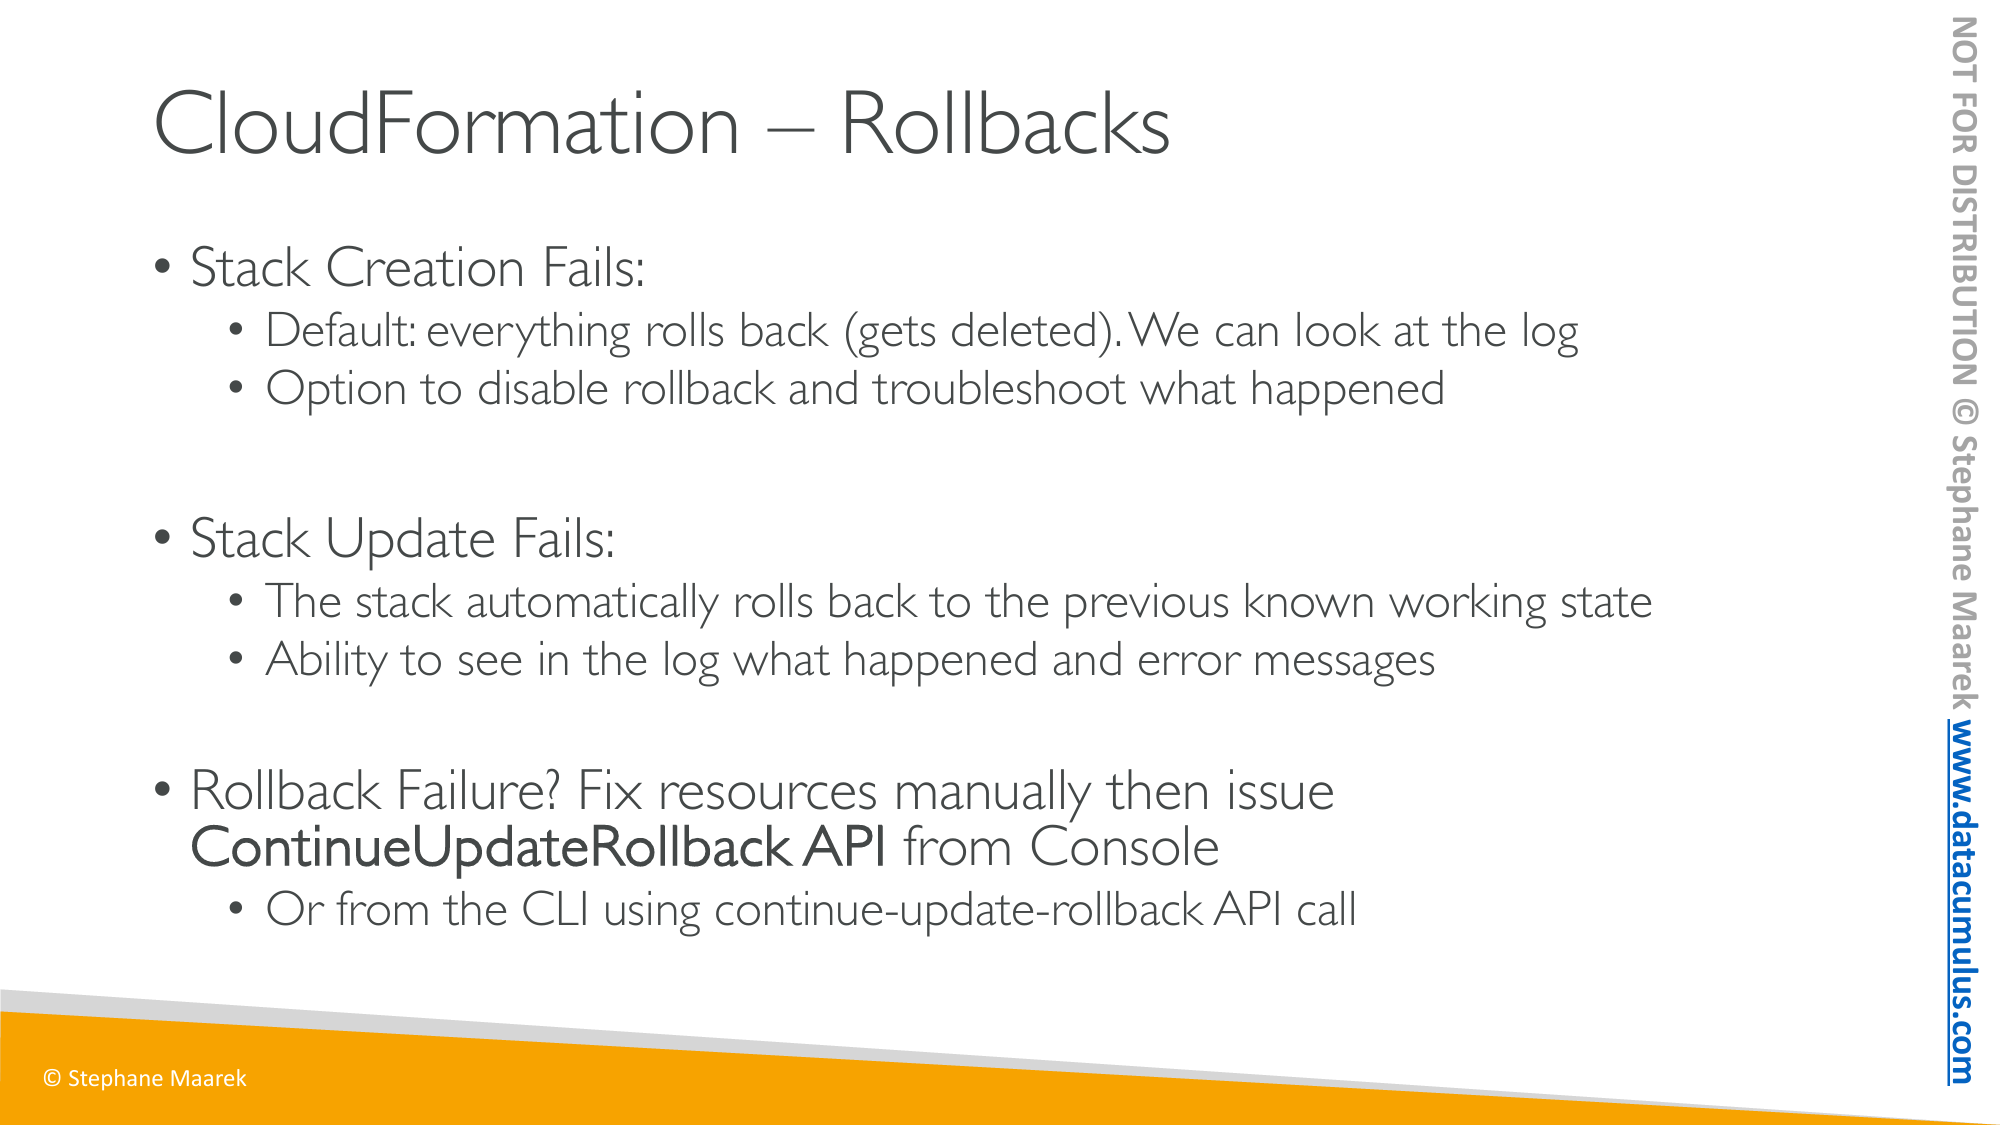 CloudFormation – Rollbacks
• Stack Creation Fails:
• Default: everything rolls back (gets deleted). We can look at the log
• Option to disable rollback and troubleshoot what happened
• Stack Update Fails:
• The stack automatically rolls back to the previous known working state
• Ability to see in the log what happened and error messages
• Rollback Failure? Fix resources manually then issue
ContinueUpdateRollback API from Console
• Or from the CLI using continue-update-rollback API call
© Stephane Maarek
NOT FOR DISTRIBUTION © Stephane Maarek www.datacumulus.com